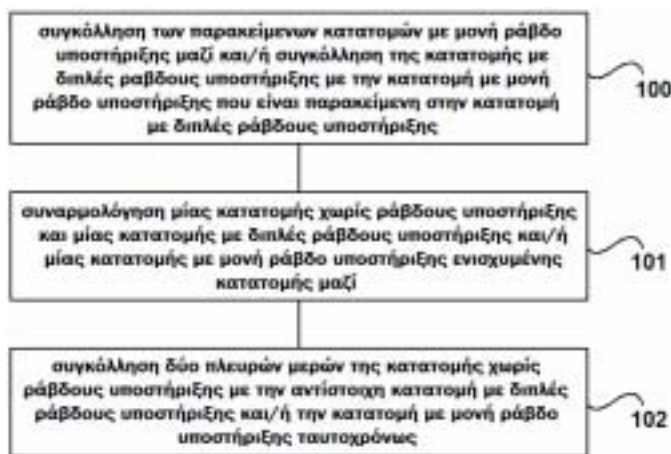 συγκόλληση των παρακείμενων κατατομών με μονή ράβδο
υποστήριξης μαζί και/ή συγκόλληση της κατατομής με
διπλές ραβδους υποστήριξης με την κατατομή με μονή
ράβδο υποστήριξης που είναι παρακείμενη στην κατατομή
με διπλές ράβδους υποστήριξης
100
συναρμολόγηση μίας κατατομής χωρίς ράβδους υποστήριξης
και μίας κατατομής με διπλές ράβδους υποστήριξης και/ή
μίας κατατομής με μονή ράβδο υποστήριξης ενισχυμένης
κατατομής μαζί
101
συγκόλληση δύο πλευρών μερών της κατατομής χωρίς
ράβδους υποστήριξης με την αντίστοιχη κατατομή με διπλές
ράβδους υποστήριξης και/ή την κατατομή με μονή ράβδο
υποστήριξης ταυτοχρόνως
102